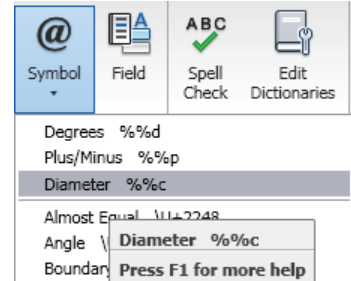 @
A
ABC
Symbol Field Spell Check Edit Dictionaries
Degrees %%d
Plus/Minus %%p
Diameter %%c
Almost Equal \U+2248
Angle \
Diameter %%c
Boundary
Press F1 for more help